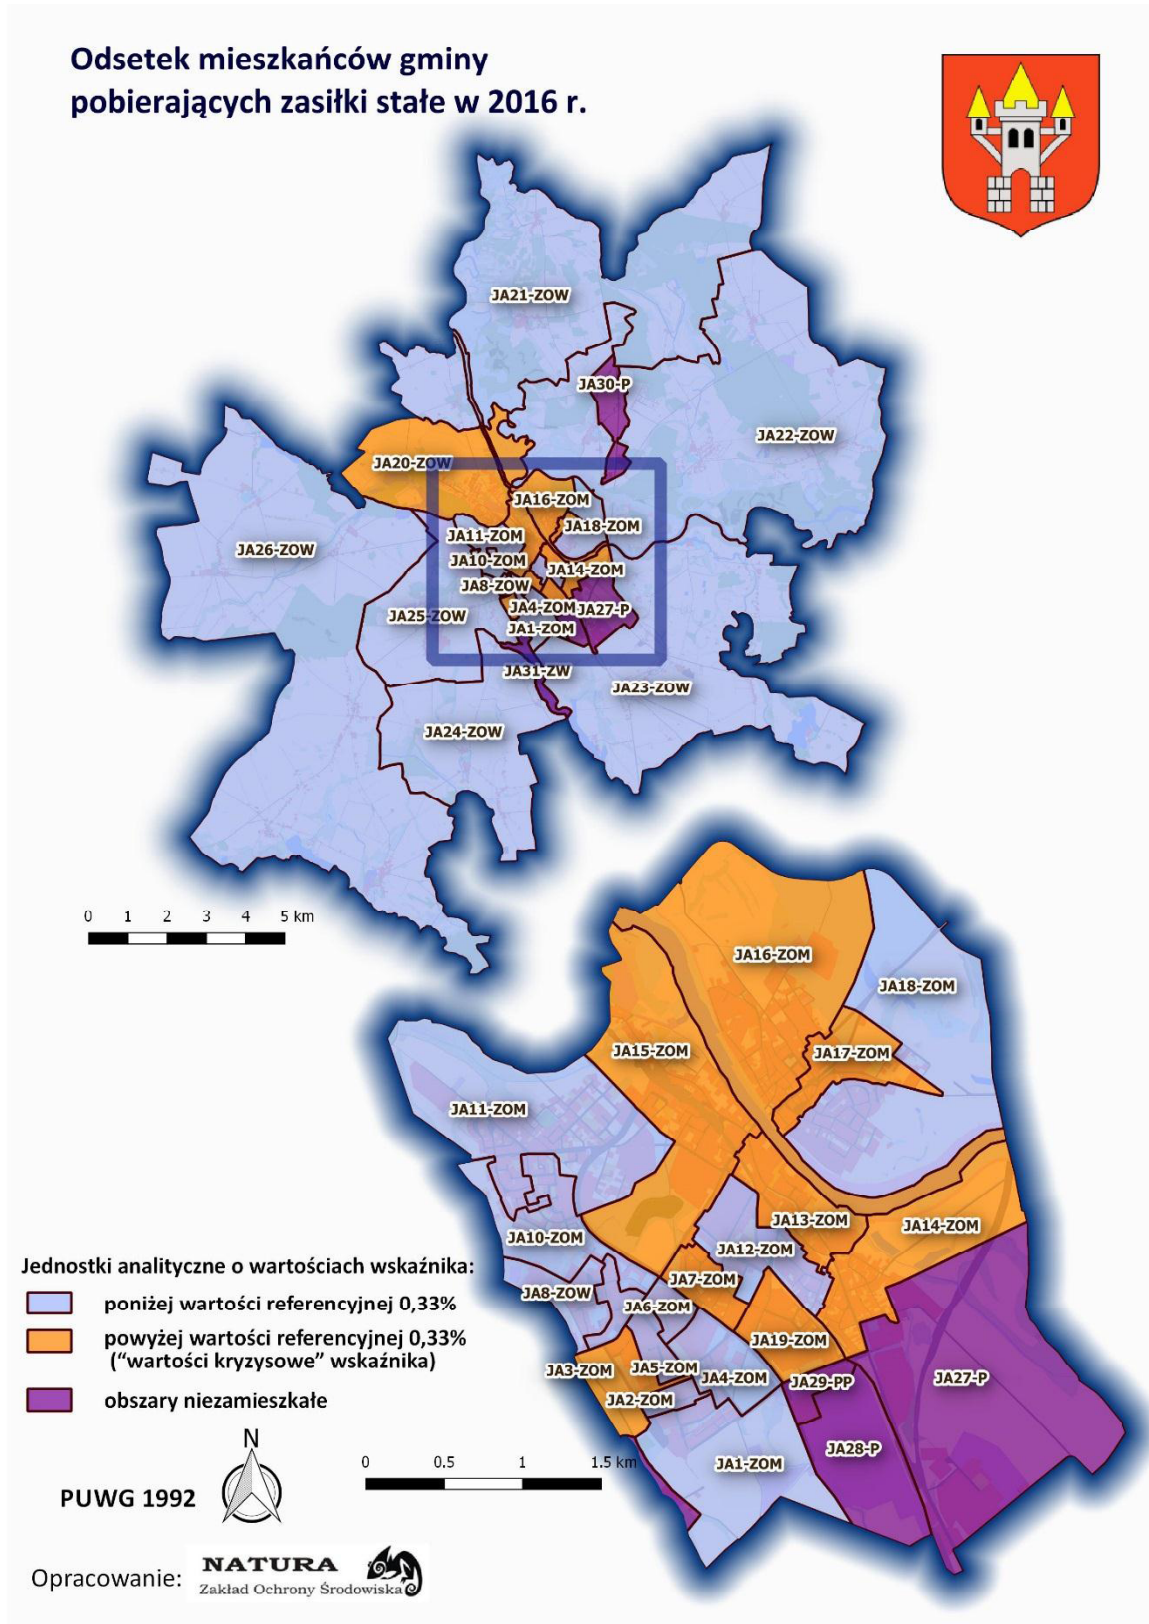 Odsetek mieszkańców gminy
pobierających zasiłki stałe w 2016 r.
JA21-ZOW
JA30-P
JA22-ZOW
JA20-ZOW
JA16-ZOM
JA18-ZOM
JA11-ZOM
JA26-ZOW
JA10-ZOM
JA14-ZOM
JA8-ZOW
JA4-ZOM
JA27-P
JA25-ZOW
JA1-ZOM
JA31-ZW
JA23-ZOW
JA24-ZOW
0 1 2 3 4 5 km
JA16-ZOM
JA18-ZOM
JA15-ZOM
JA17-ZOM
JA11-ZOM
JA13-ZOM
JA14-ZOM
JA10-ZOM
JA12-ZOM
JA7-ZOM
JA8-ZOW
JA6-ZOM
JA19-ZOM
JA3-ZOM
JA5-ZOM
JA4-ZOM
JA29-PP
JA27-P
JA2-ZOM
JA28-P
JA1-ZOM
Jednostki analityczne o wartościach wskaźnika:
poniżej wartości referencyjnej 0,33%
powyżej wartości referencyjnej 0,33%
("wartości kryzysowe" wskaźnika)
obszary niezamieszkałe
N
0 0.5 1 1.5 km
PUWG 1992
Opracowanie:
NATURA
Zakład Ochrony Środowiska